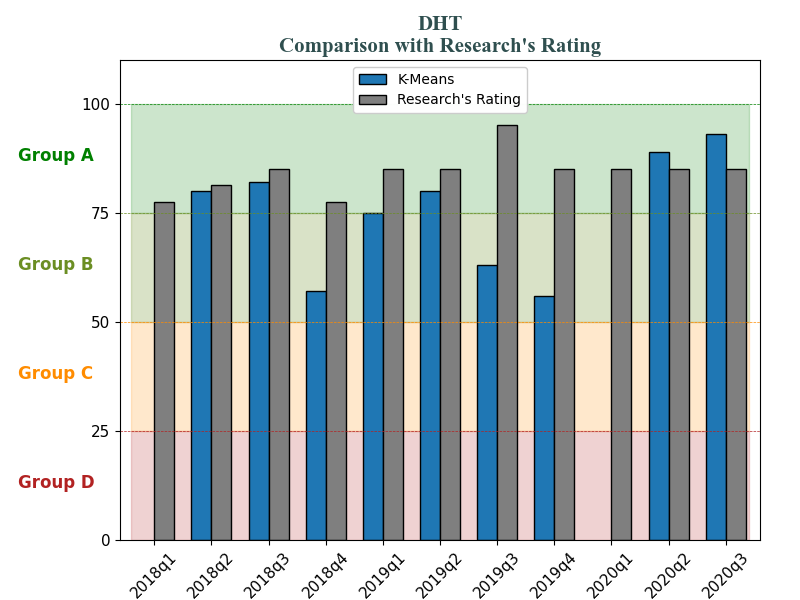 DHT
Comparison with Research's Rating
K-Means
Research's Rating
100
Group A
75
Group B
50
Group C
25
Group D
0
2018q1
2018q2
2018q3
2018q4
2019q1
2019q2
2019q3
2019q4
2020q1
2020q2
2020q3